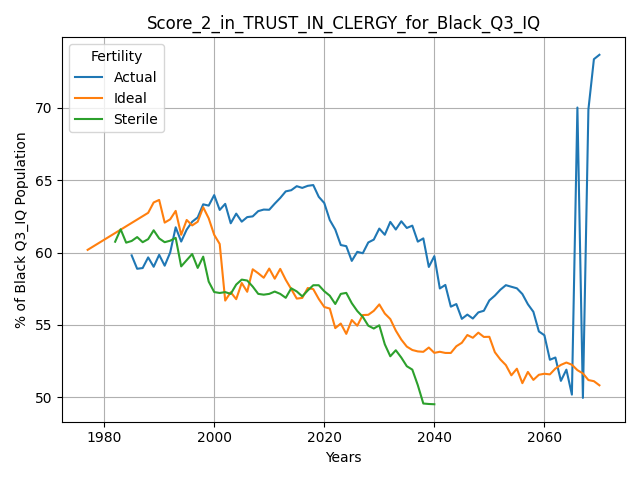 Score_2_in_TRUST_IN_CLERGY_for_Black_Q3_IQ
Fertility
Actual
Ideal
Sterile
% of Black Q3_IQ Population
70
65
60
55
50
1980
2000
2020
2040
2060
Years